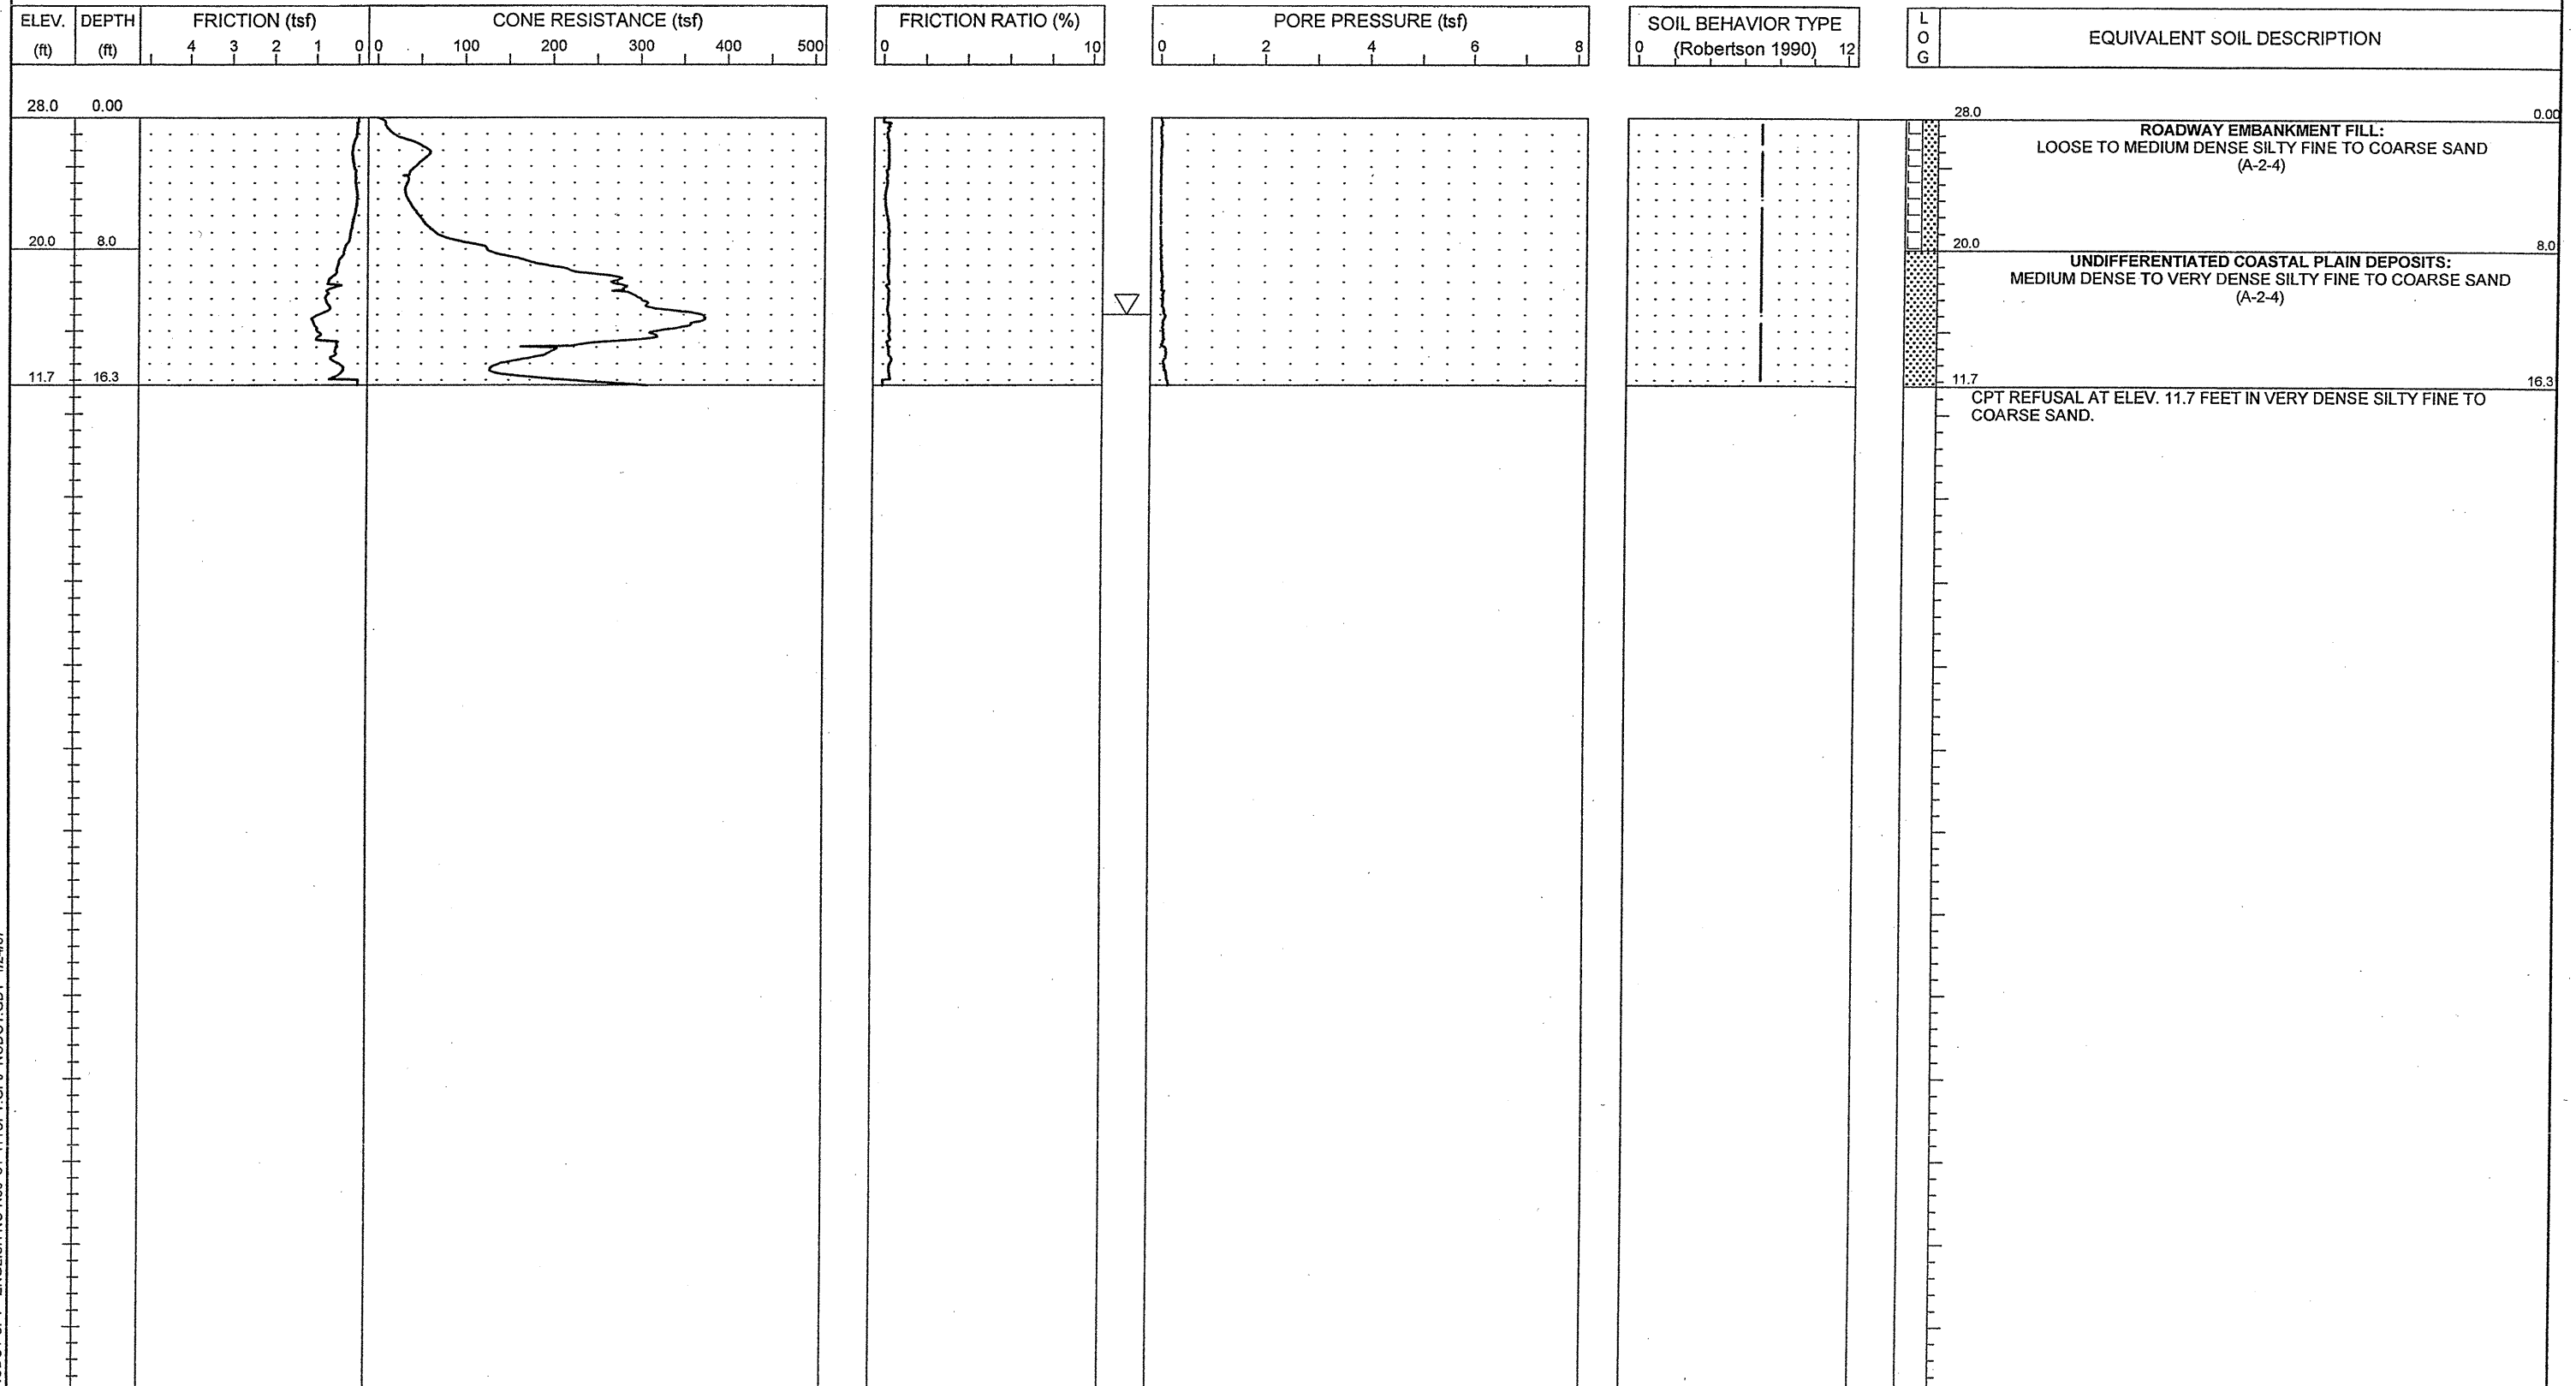 ELEV. DEPTH FRICTION (tsf) CONE RESISTANCE (tsf) FRICTION RATIO (%) PORE PRESSURE (tsf) SOIL BEHAVIOR TYPE L
(ft) (ft) 4 3 2 1 0 0 100 200 300 400 500 0 10 0 2 4 6 8 0 (Robertson 1990) 12 O EQUIVALENT SOIL DESCRIPTION
G
28.0 0.00 28.0 0.00
ROADWAY EMBANKMENT FILL:
LOOSE TO MEDIUM DENSE SILTY FINE TO COARSE SAND
(A-2-4)
20.0 8.0 20.0 8.0
UNDIFFERENTIATED COASTAL PLAIN DEPOSITS:
MEDIUM DENSE TO VERY DENSE SILTY FINE TO COARSE SAND
(A-2-4)
11.7 16.3 11.7 16.3
CPT REFUSAL AT ELEV. 11.7 FEET IN VERY DENSE SILTY FINE TO
COARSE SAND.